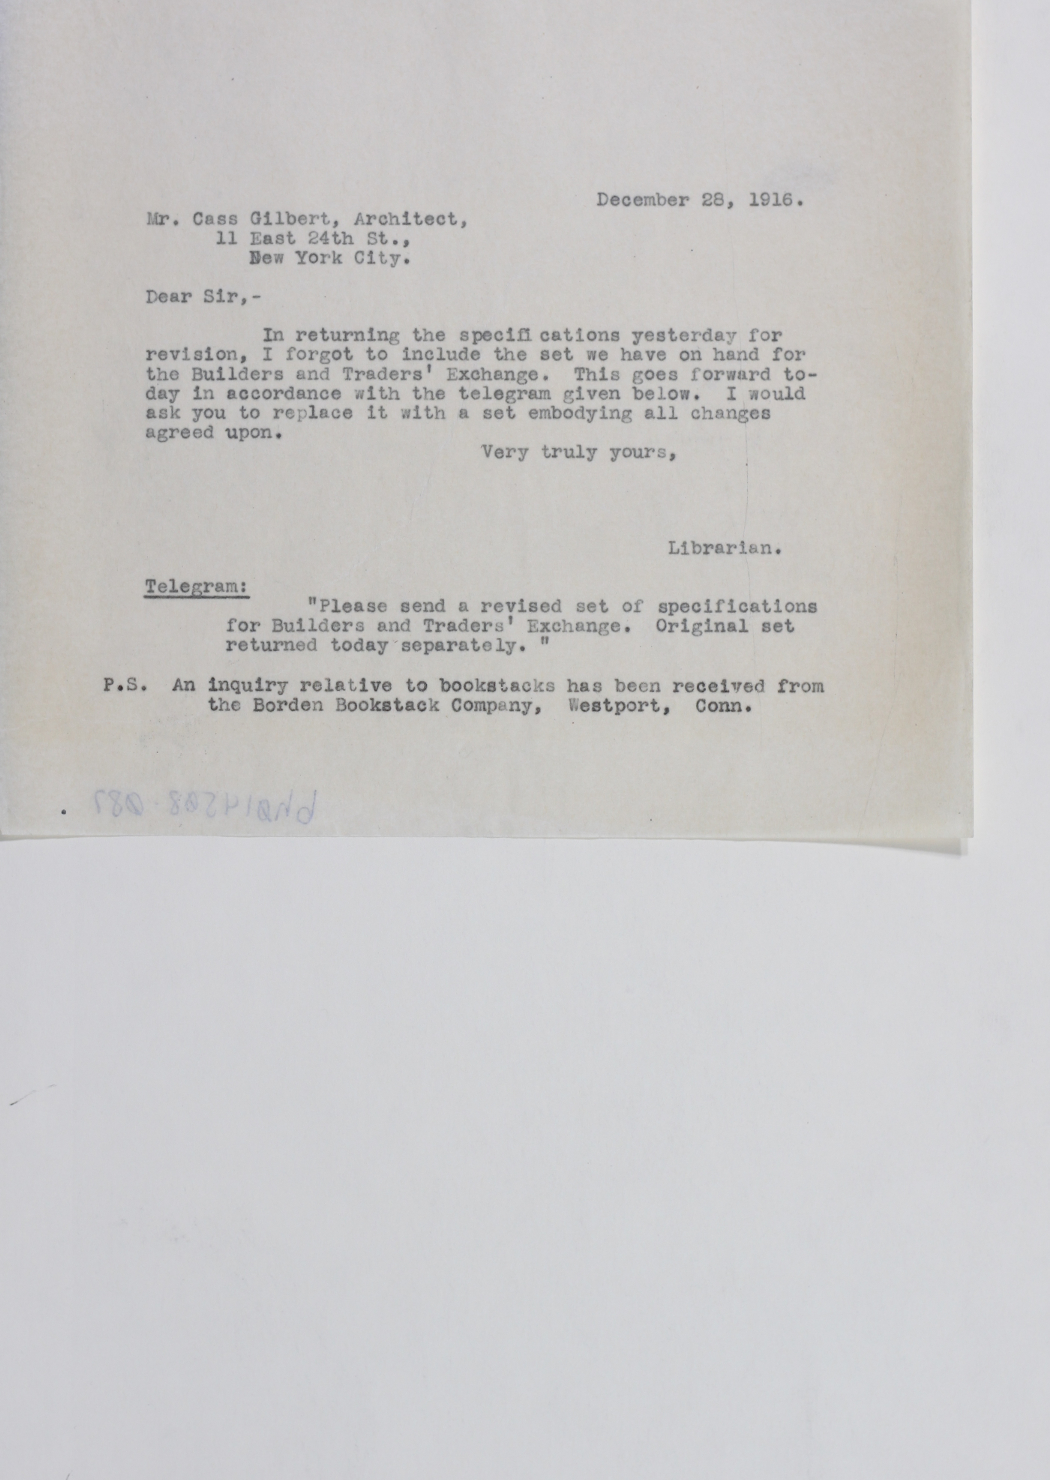 December 28, 1916.
Mr. Cass Gilbert, Architect,
11 East 24th St.,
New York City.
Dear Sir,-
In returning the specifi cations yesterday for
revision, I forgot to include the set we have on hand for
the Builders and Traders' Exchange. This goes forward to-
day in accordance with the telegram given below. I would
ask you to replace it with a set embodying all changes
agreed upon.
Very truly yours,
Librarian.
Telegram:
"Please send a revised set of specifications
for Builders and Traders' Exchange. Original set
returned today separately. "
P.S. An inquiry relative to bookstacks has been received from
the Borden Bookstack Company, Westport, Conn.